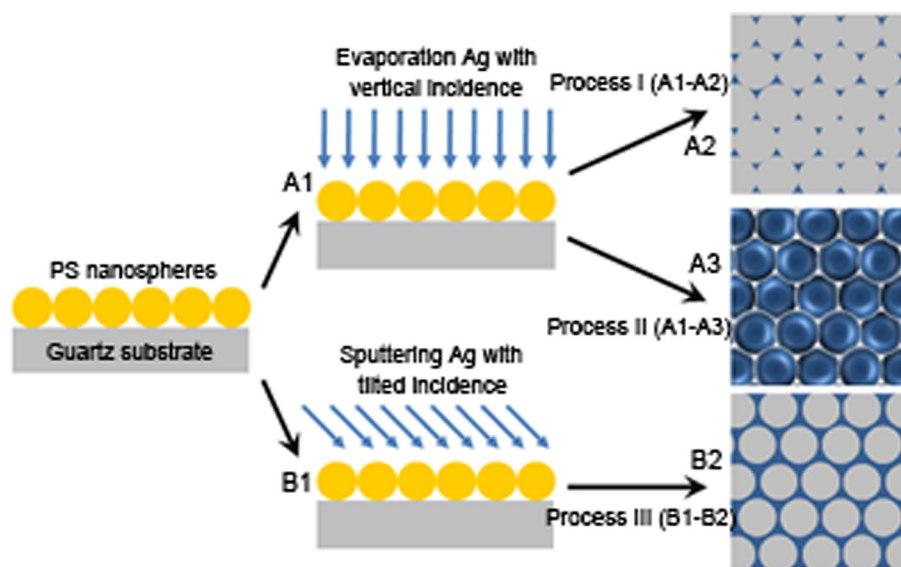 Evaporation Ag with
vertical incidence
Process I (A1-A2)
A2
A1
A3
Process II (A1-A3)
PS nanospheres
Guartz substrate
Sputtering Ag with
tilted incidence
B1
B2
Process III (B1-B2)